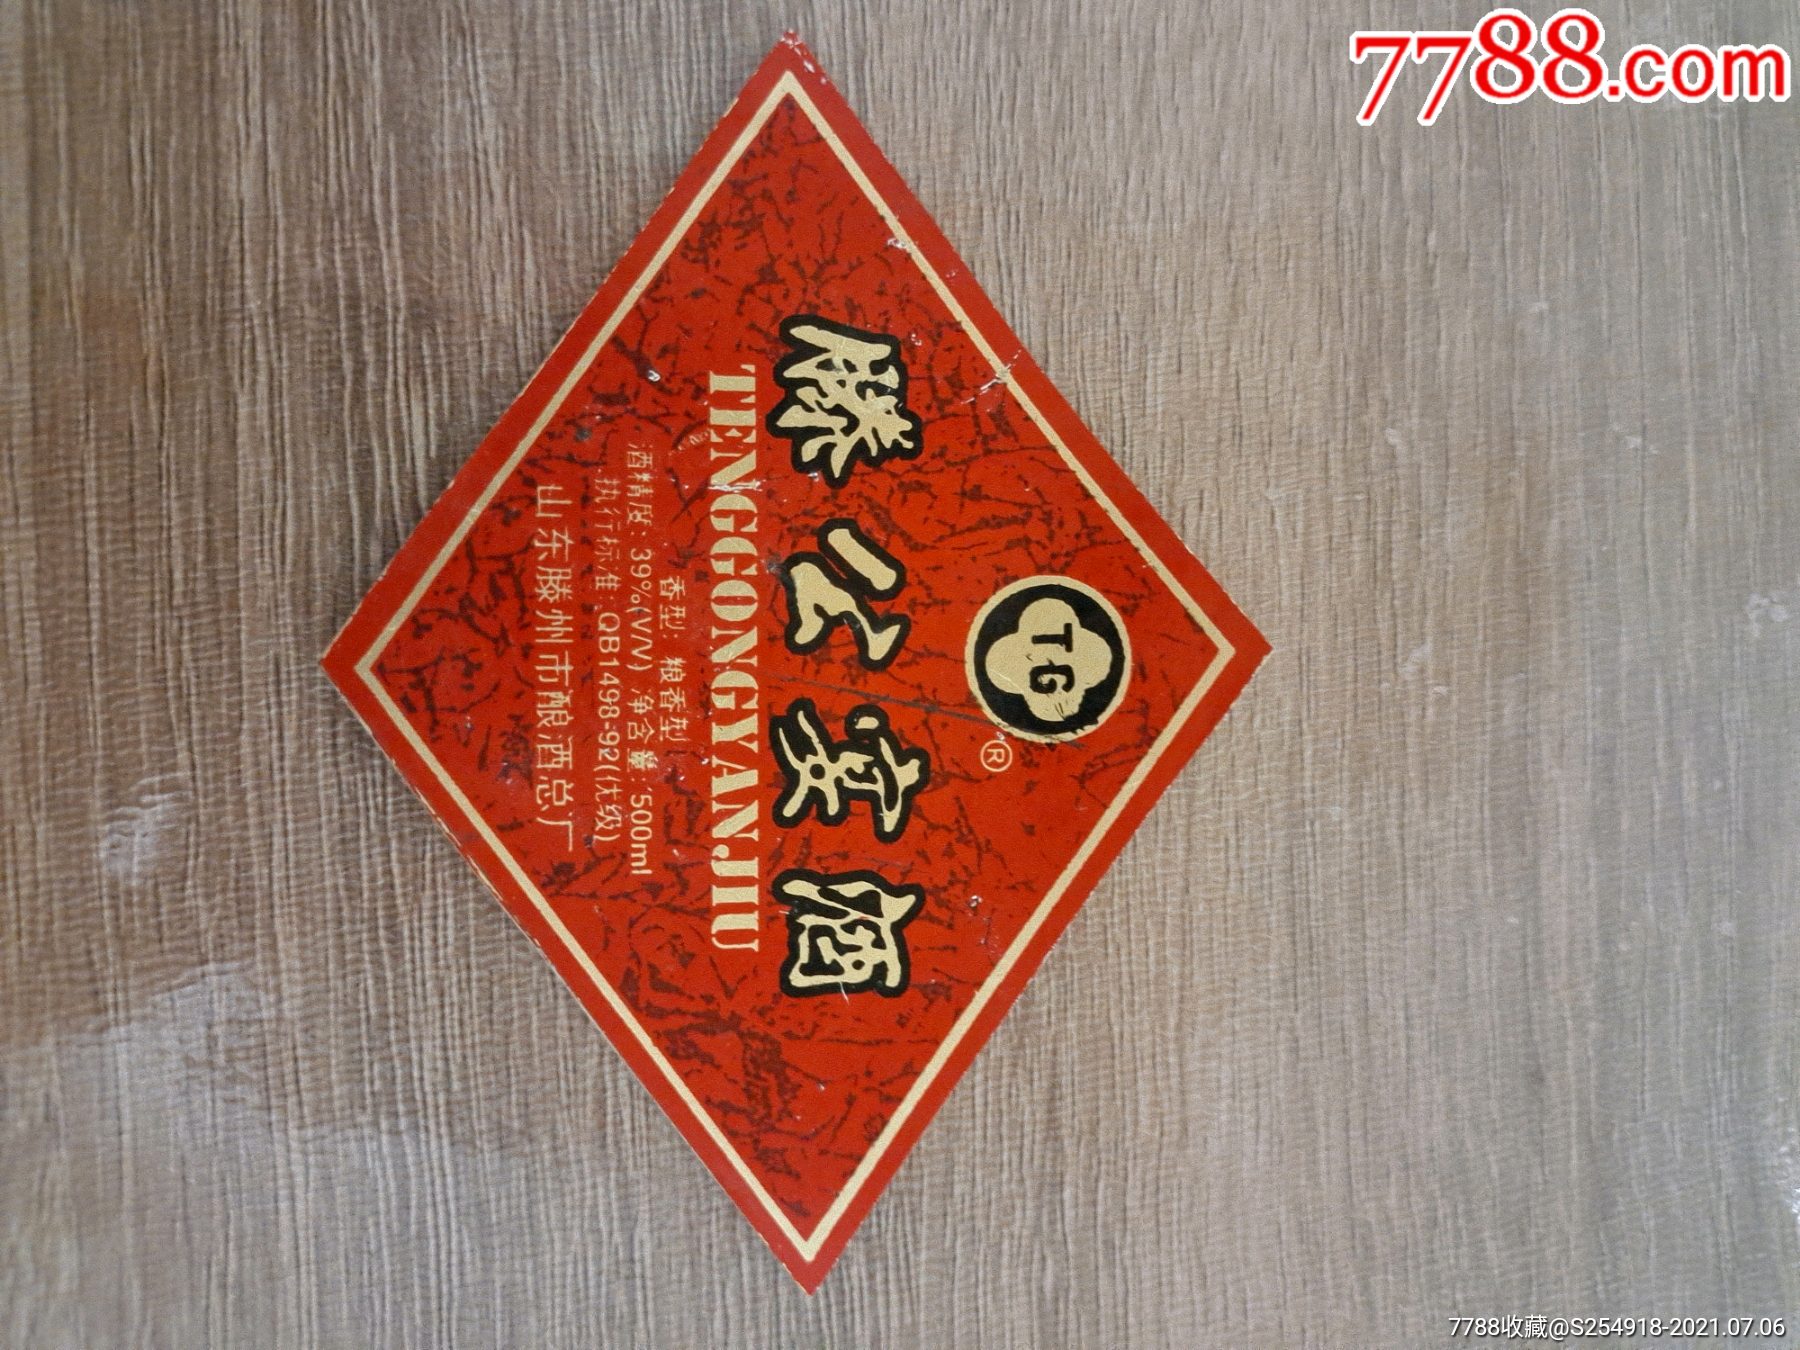 7788.com
TG
®
滕公宴酒
TENGGONGYANJIU
香型: 粮香型
酒精度: 39%(V/V) 净含量: 500ml
执行标准: QB1498-92(优级)
山东滕州市酿酒总厂
7788收藏@S254918-2021.07.06